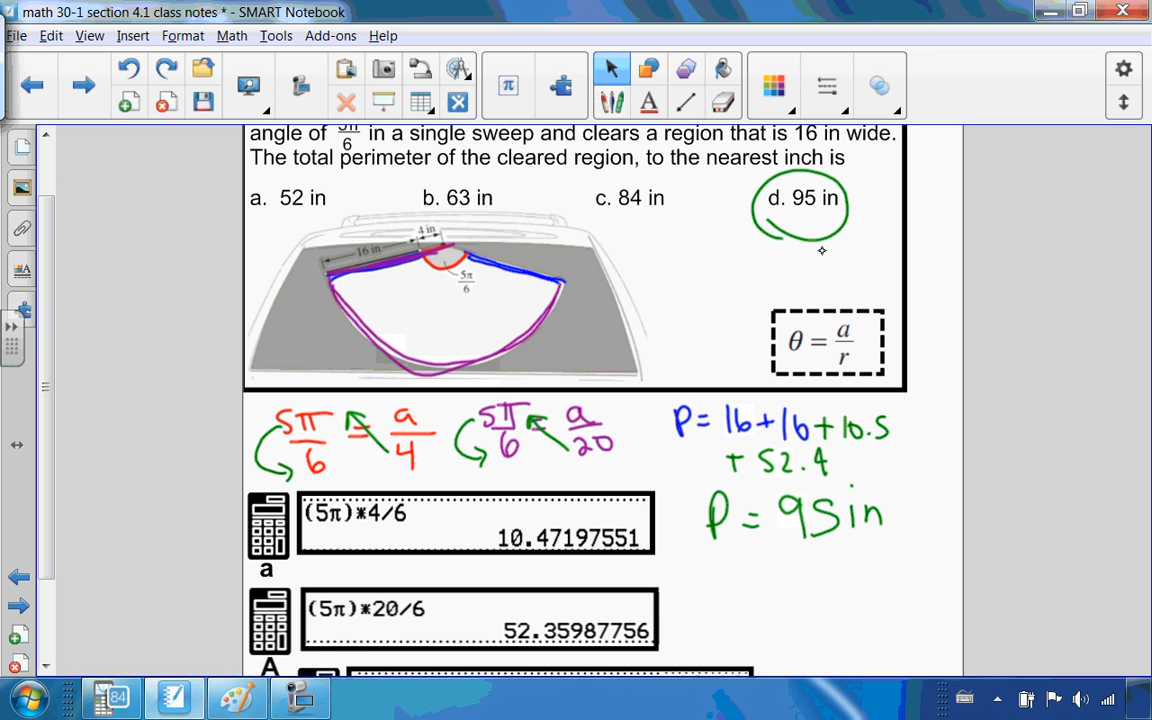 math 30-1 section 4.1 class notes * - SMART Notebook
File Edit View Insert Format Math Tools Add-ons Help
π
A
angle of 5π/6 in a single sweep and clears a region that is 16 in wide.
The total perimeter of the cleared region, to the nearest inch is
a. 52 in b. 63 in c. 84 in d. 95 in
4 in
16 in
5π/6
θ = a/r
5π/6 = a/4 5π/6 = a/20 P= 16+16+10.5
+ 52.4
P = 95in
(5π)*4/6
10.47197551
a
(5π)*20/6
52.35987756
A
84